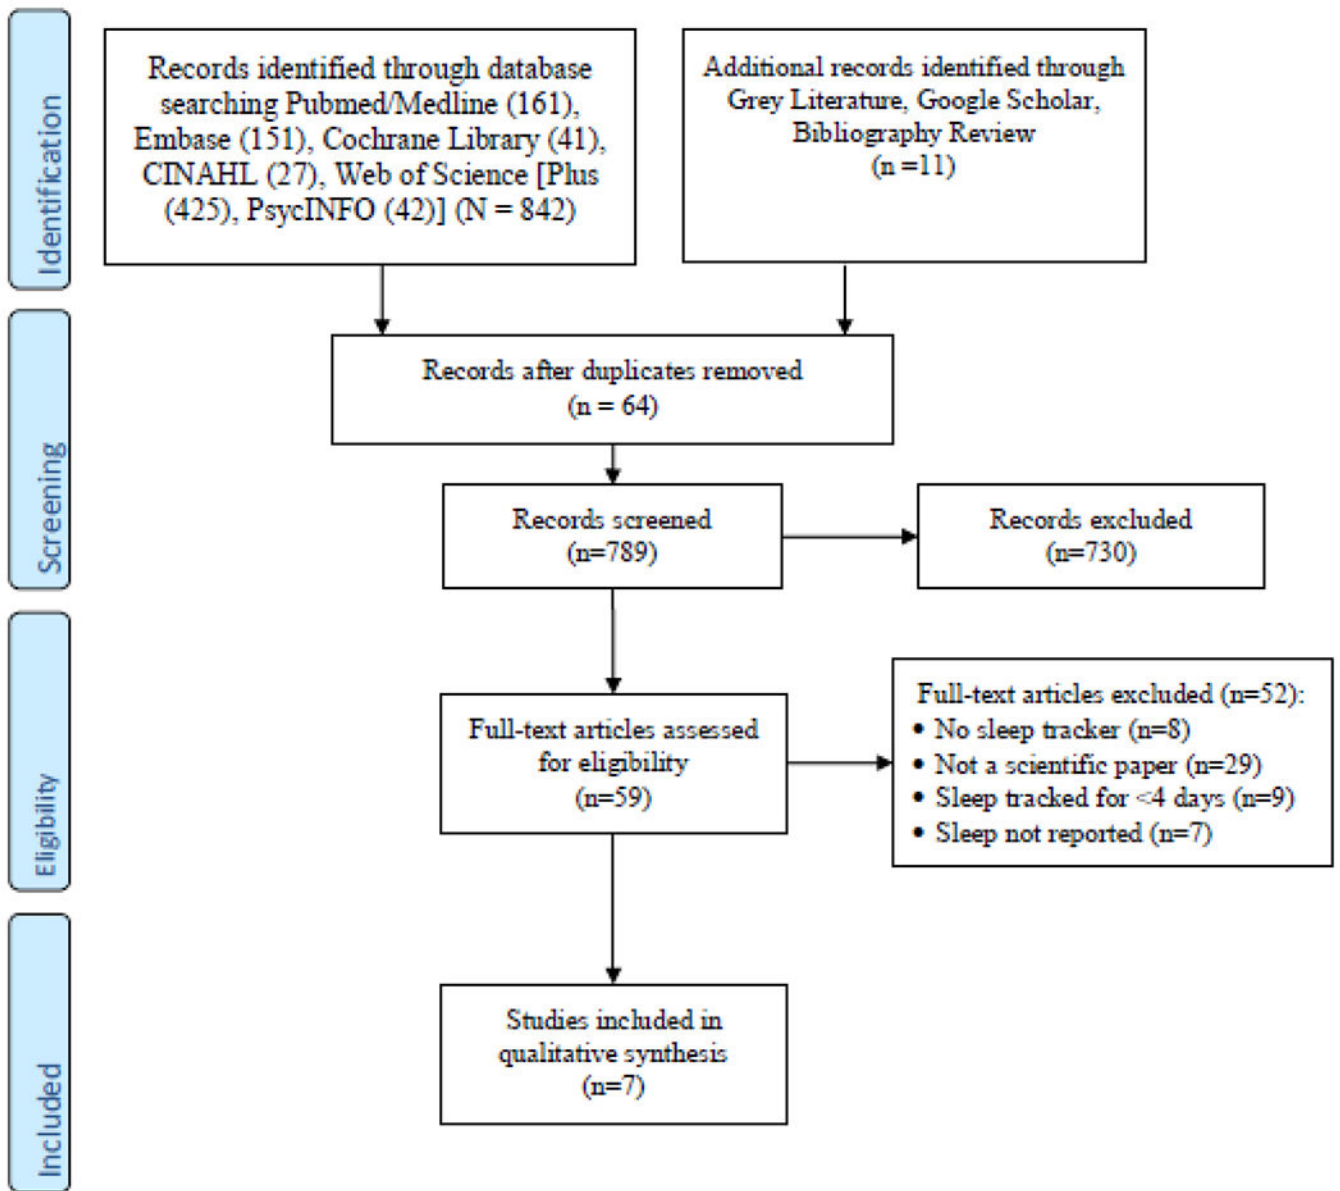 Identification
Records identified through database
searching Pubmed/Medline (161),
Embase (151), Cochrane Library (41),
CINAHL (27), Web of Science [Plus
(425), PsycINFO (42)] (N = 842)
Additional records identified through
Grey Literature, Google Scholar,
Bibliography Review
(n =11)
Screening
Records after duplicates removed
(n = 64)
Records screened
(n=789)
Records excluded
(n=730)
Eligibility
Full-text articles assessed
for eligibility
(n=59)
Full-text articles excluded (n=52):
• No sleep tracker (n=8)
• Not a scientific paper (n=29)
• Sleep tracked for <4 days (n=9)
• Sleep not reported (n=7)
Included
Studies included in
qualitative synthesis
(n=7)